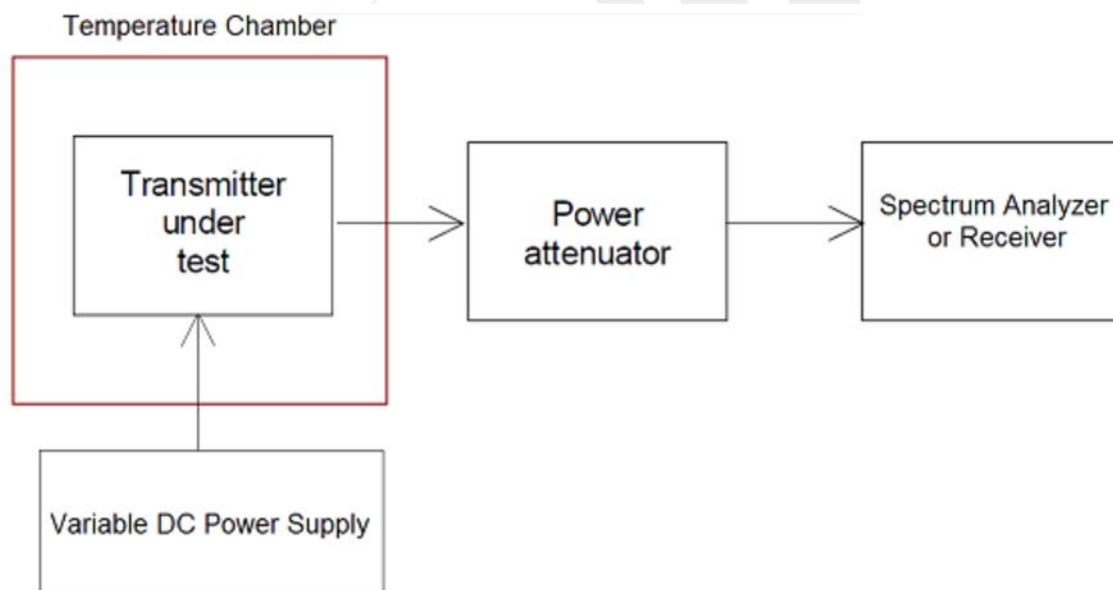 Temperature Chamber
Transmitter
under
test
Power
attenuator
Spectrum Analyzer
or Receiver
Variable DC Power Supply